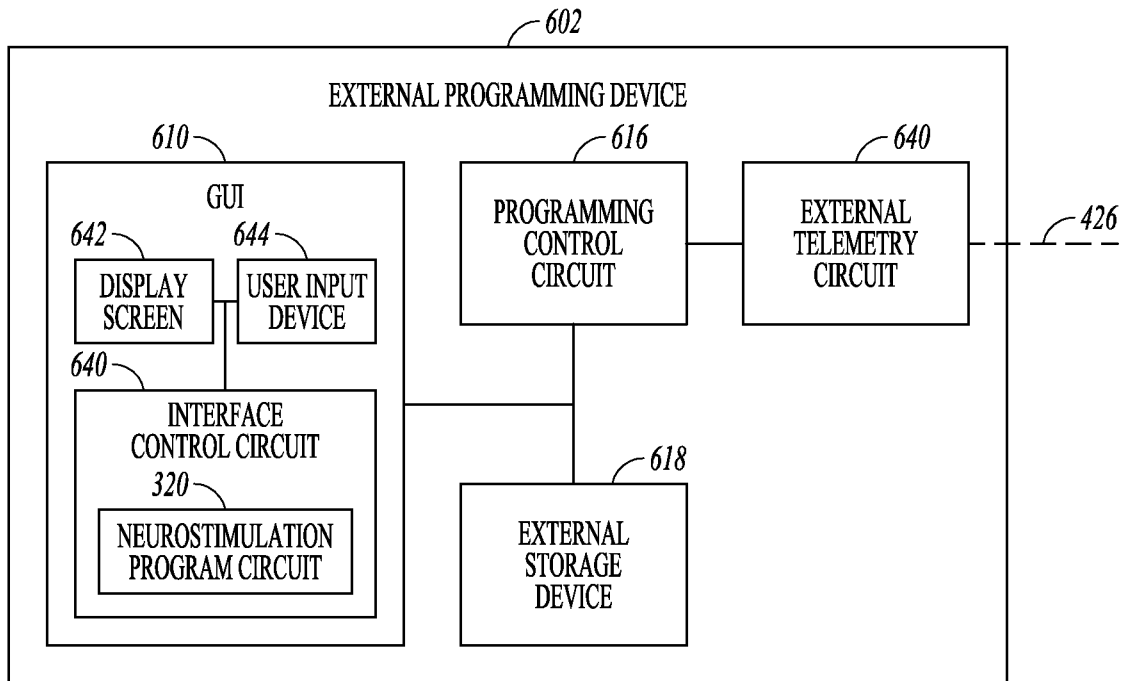 602
EXTERNAL PROGRAMMING DEVICE
610
GUI
642
DISPLAY
SCREEN
644
USER INPUT
DEVICE
640
INTERFACE
CONTROL CIRCUIT
320
NEUROSTIMULATION
PROGRAM CIRCUIT
616
PROGRAMMING
CONTROL
CIRCUIT
640
EXTERNAL
TELEMETRY
CIRCUIT
426
618
EXTERNAL
STORAGE
DEVICE